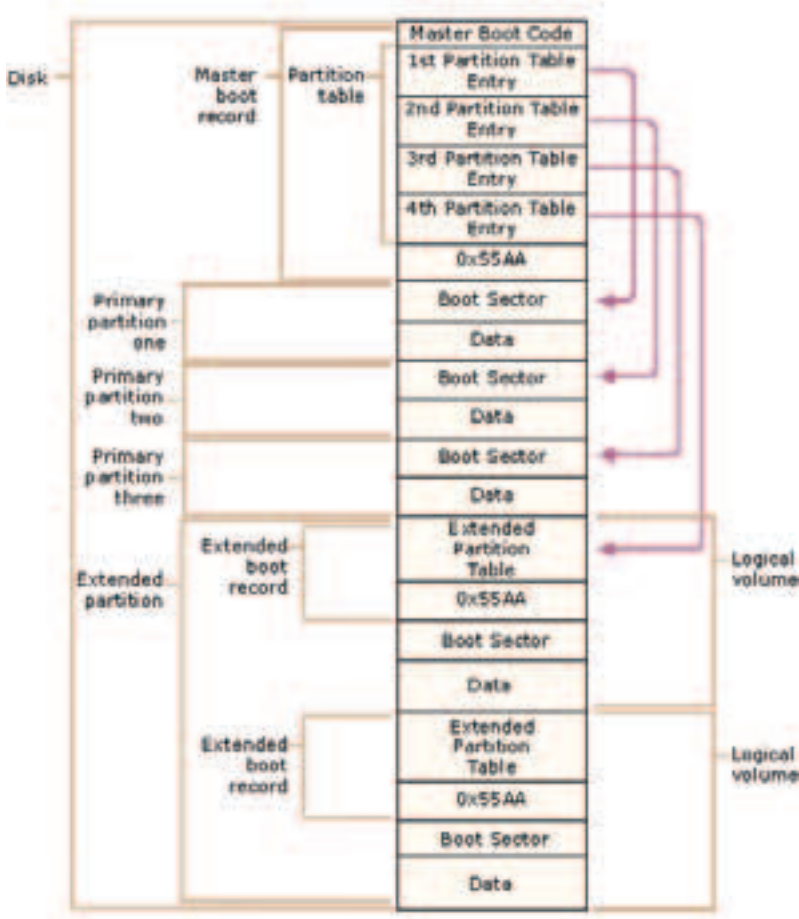 Master Boot Code
Disk
Master
boot
record
Partition
table
1st Partition Table
Entry
2nd Partition Table
Entry
3rd Partition Table
Entry
4th Partition Table
Entry
0x55AA
Primary
partition
one
Boot Sector
Data
Primary
partition
two
Boot Sector
Data
Primary
partition
three
Boot Sector
Data
Extended
partition
Extended
boot
record
Extended
Partition
Table
0x55AA
Boot Sector
Data
Logical
volume
Extended
boot
record
Extended
Partition
Table
0x55AA
Boot Sector
Data
Logical
volume